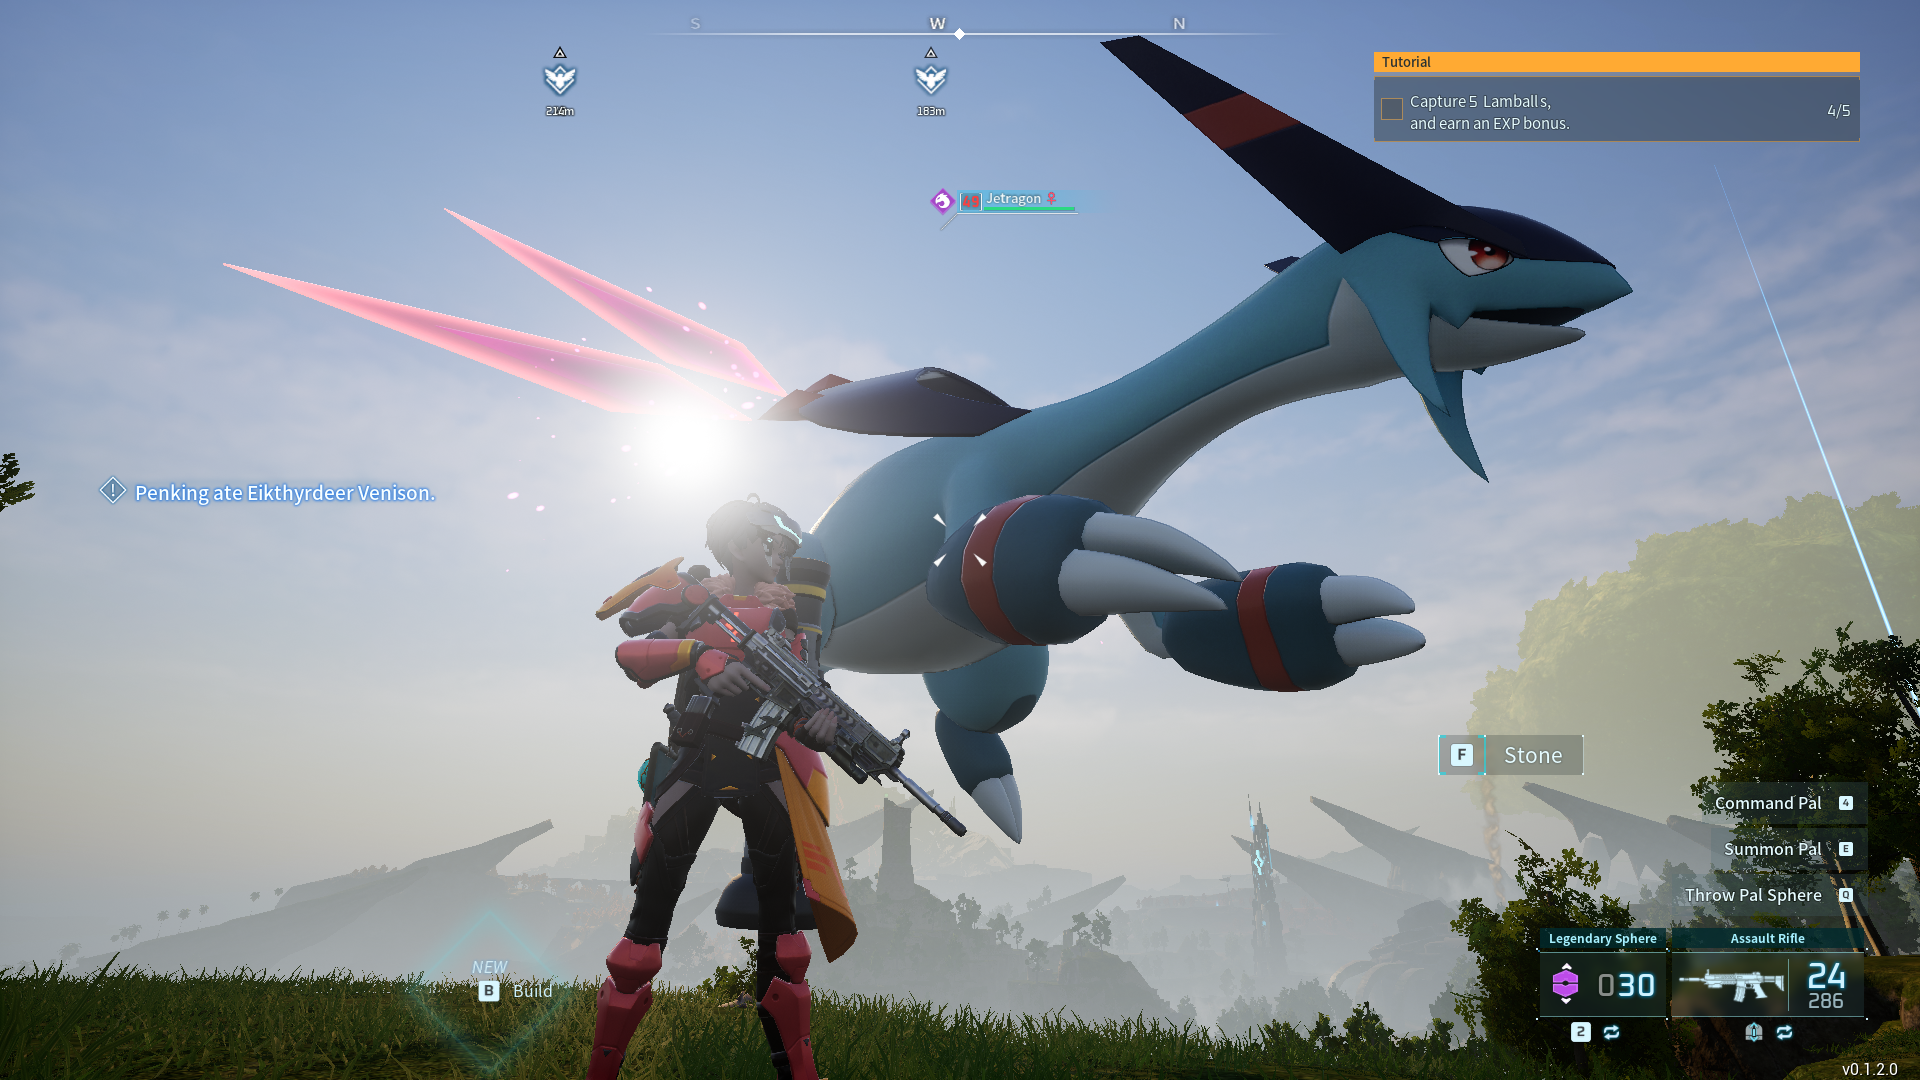 S W N
214m
183m
Tutorial
Capture 5 Lamballs,
and earn an EXP bonus.
4/5
49 Jetragon ♀
Penking ate Eikthyrdeer Venison.
F Stone
Command Pal 4
Summon Pal E
Throw Pal Sphere Q
Legendary Sphere
Assault Rifle
030
24
286
2
NEW
B Build
v0.1.2.0